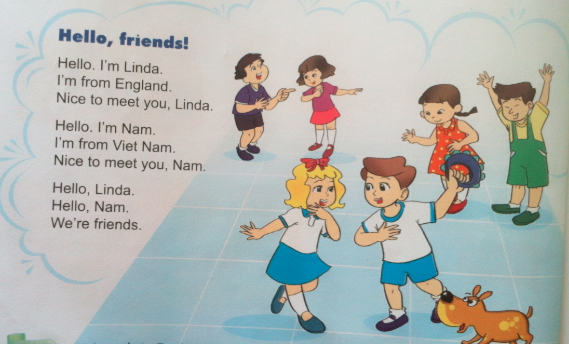 Hello, friends!
Hello. I'm Linda.
I'm from England.
Nice to meet you, Linda.
Hello. I'm Nam.
I'm from Viet Nam.
Nice to meet you, Nam.
Hello, Linda.
Hello, Nam.
We're friends.